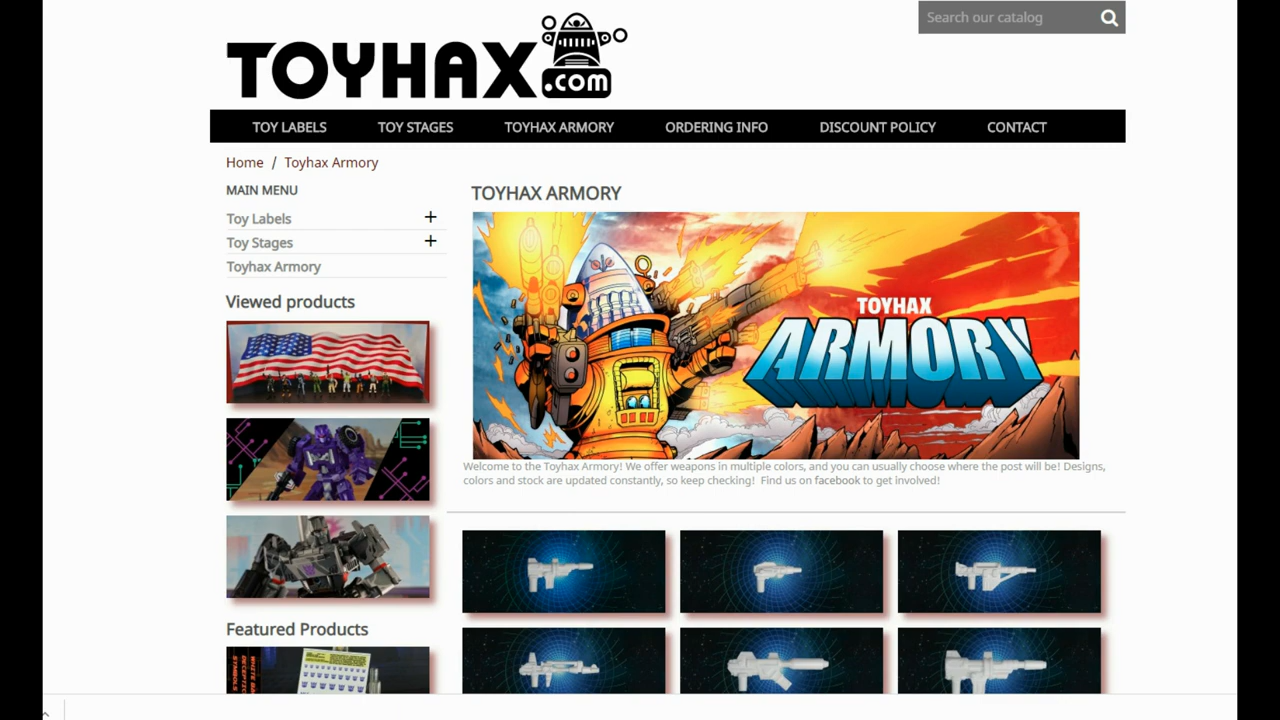 Search our catalog
TOYHAX
.com
TOY LABELS TOY STAGES TOYHAX ARMORY ORDERING INFO DISCOUNT POLICY CONTACT
Home / Toyhax Armory
MAIN MENU
Toy Labels +
Toy Stages +
Toyhax Armory
Viewed products
Featured Products
TOYHAX ARMORY
TOYHAX
ARMORY
Welcome to the Toyhax Armory! We offer weapons in multiple colors, and you can usually choose where the post will be! Designs,
colors and stock are updated constantly, so keep checking! Find us on facebook to get involved!